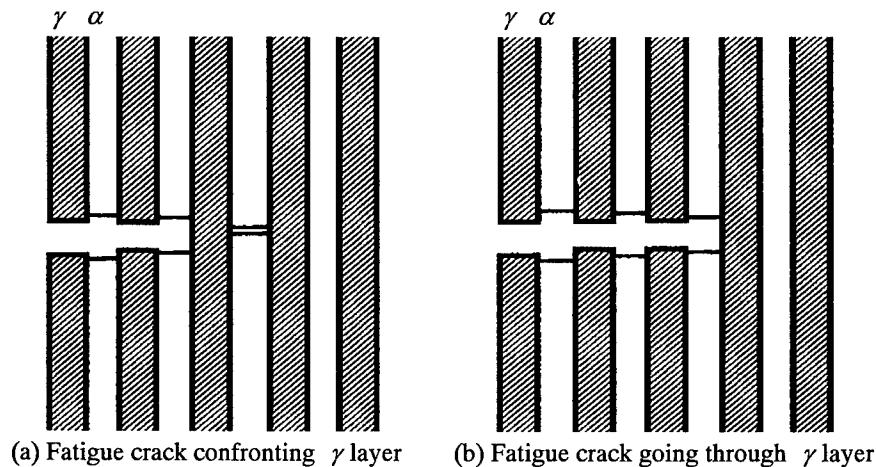 γ α
γ α
(a) Fatigue crack confronting γ layer
(b) Fatigue crack going through γ layer